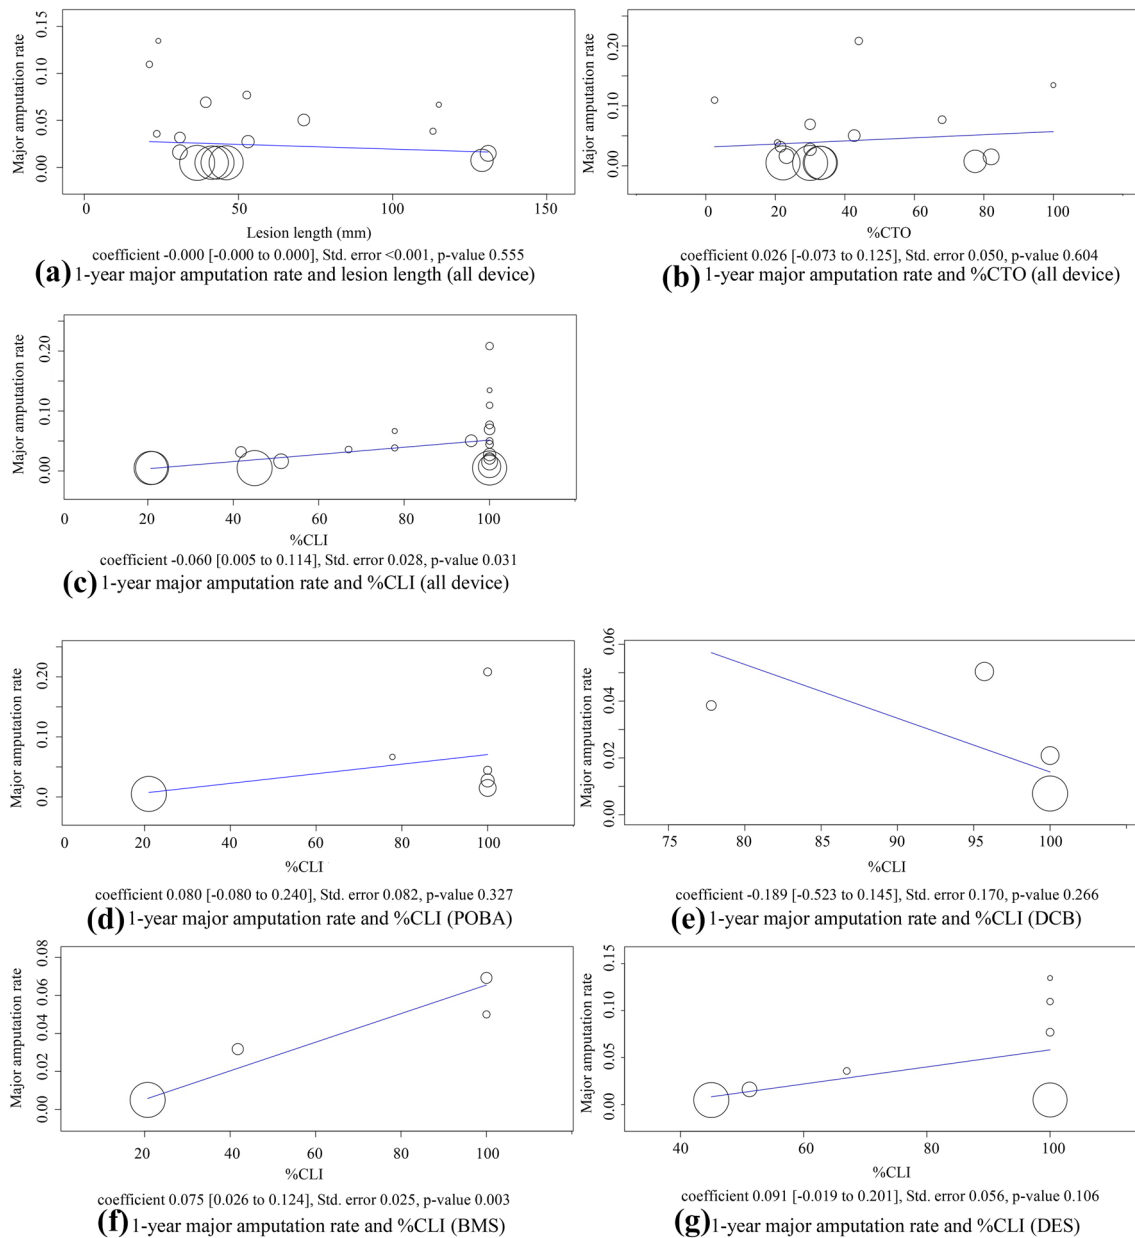 Major amputation rate
0.15
0.10
0.05
0.00
0
50
100
150
Lesion length (mm)
coefficient -0.000 [-0.000 to 0.000], Std. error <0.001, p-value 0.555
(a) 1-year major amputation rate and lesion length (all device)
Major amputation rate
0.20
0.10
0.00
0
20
40
60
80
100
%CTO
coefficient 0.026 [-0.073 to 0.125], Std. error 0.050, p-value 0.604
(b) 1-year major amputation rate and %CTO (all device)
Major amputation rate
0.20
0.10
0.00
0
20
40
60
80
100
%CLI
coefficient -0.060 [0.005 to 0.114], Std. error 0.028, p-value 0.031
(c) 1-year major amputation rate and %CLI (all device)
Major amputation rate
0.20
0.10
0.00
0
20
40
60
80
100
%CLI
coefficient 0.080 [-0.080 to 0.240], Std. error 0.082, p-value 0.327
(d) 1-year major amputation rate and %CLI (POBA)
Major amputation rate
0.06
0.04
0.02
0.00
75
80
85
90
95
100
%CLI
coefficient -0.189 [-0.523 to 0.145], Std. error 0.170, p-value 0.266
(e) 1-year major amputation rate and %CLI (DCB)
Major amputation rate
0.08
0.06
0.04
0.02
0.00
20
40
60
80
100
%CLI
coefficient 0.075 [0.026 to 0.124], Std. error 0.025, p-value 0.003
(f) 1-year major amputation rate and %CLI (BMS)
Major amputation rate
0.15
0.10
0.05
0.00
40
60
80
100
%CLI
coefficient 0.091 [-0.019 to 0.201], Std. error 0.056, p-value 0.106
(g) 1-year major amputation rate and %CLI (DES)